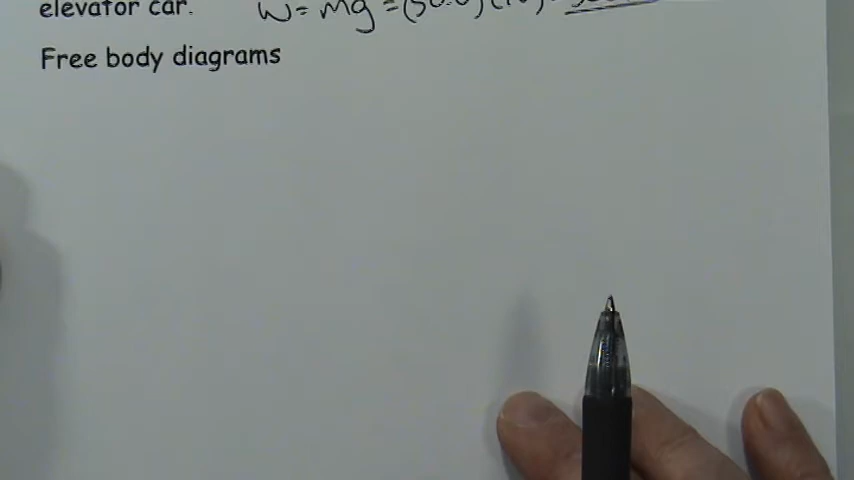 elevator car. W = mg =
Free body diagrams